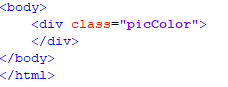 <body>
    <div class="picColor">
    </div>
</body>
</html>